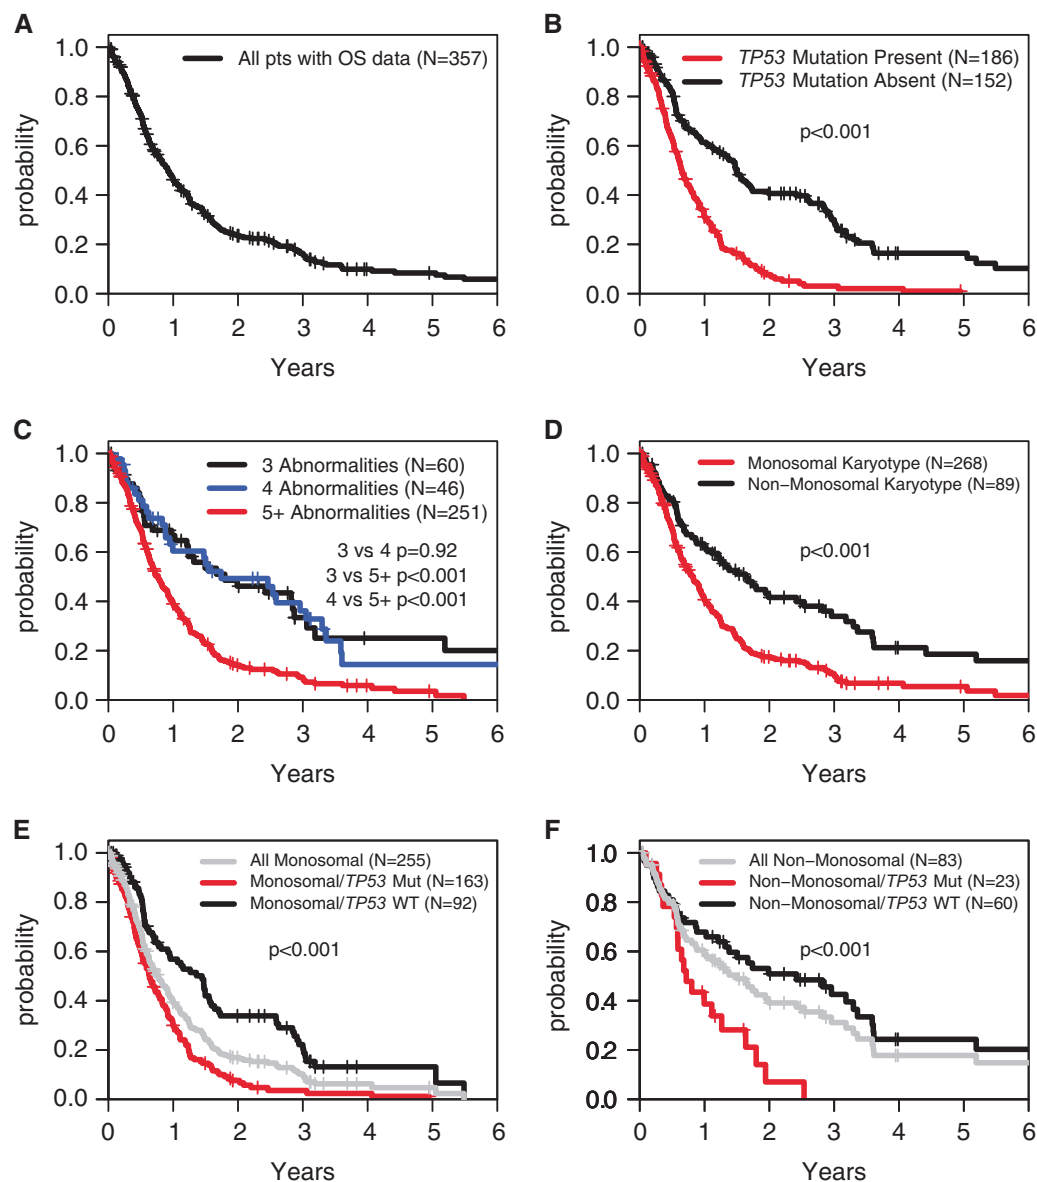 A
1.0
0.8
0.6
0.4
0.2
0.0
probability
All pts with OS data (N=357)
0 1 2 3 4 5 6
Years
B
1.0
0.8
0.6
0.4
0.2
0.0
probability
TP53 Mutation Present (N=186)
TP53 Mutation Absent (N=152)
p<0.001
0 1 2 3 4 5 6
Years
C
1.0
0.8
0.6
0.4
0.2
0.0
probability
3 Abnormalities (N=60)
4 Abnormalities (N=46)
5+ Abnormalities (N=251)
3 vs 4 p=0.92
3 vs 5+ p<0.001
4 vs 5+ p<0.001
0 1 2 3 4 5 6
Years
D
1.0
0.8
0.6
0.4
0.2
0.0
probability
Monosomal Karyotype (N=268)
Non−Monosomal Karyotype (N=89)
p<0.001
0 1 2 3 4 5 6
Years
E
1.0
0.8
0.6
0.4
0.2
0.0
probability
All Monosomal (N=255)
Monosomal/TP53 Mut (N=163)
Monosomal/TP53 WT (N=92)
p<0.001
0 1 2 3 4 5 6
Years
F
1.0
0.8
0.6
0.4
0.2
0.0
probability
All Non−Monosomal (N=83)
Non−Monosomal/TP53 Mut (N=23)
Non−Monosomal/TP53 WT (N=60)
p<0.001
0 1 2 3 4 5 6
Years